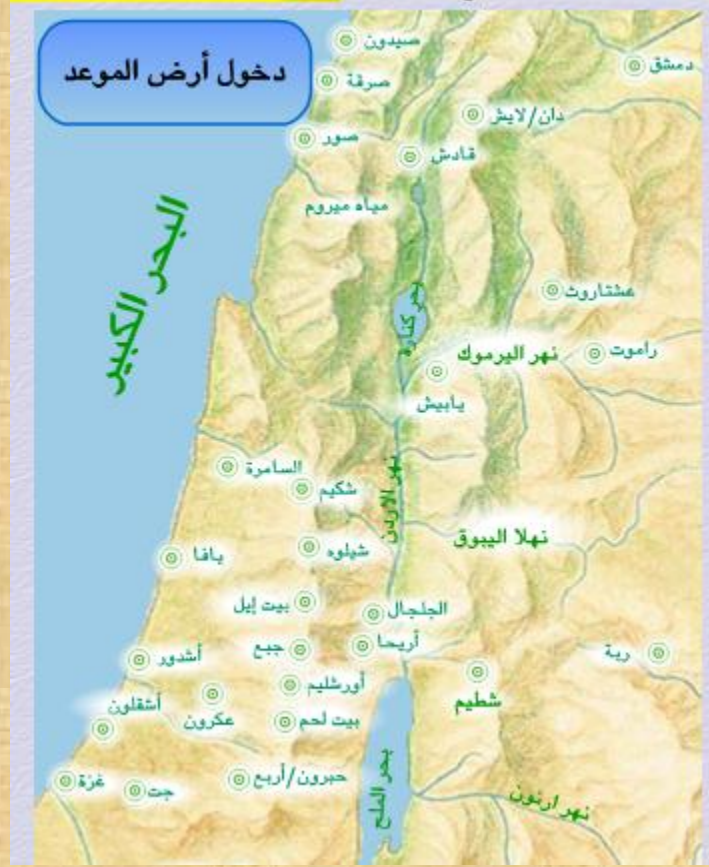 دخول أرض الموعد
صيدون
دمشق
صرفة
دان/لايش
صور
قادش
مياه ميروم
البحر الكبير
عشتاروث
بحر كنارة
راموت
نهر اليرموك
يابيش
السامرة
شكيم
نهر الاردن
نهلا اليبوق
شيلوه
يافا
بيت إيل
الجلجال
جبع
أريحا
ربة
أشدور
أورشليم
شطيم
أشقلون
عكرون
بيت لحم
حبرون/أربع
غزة
جت
بحر الملح
نهر ارنون